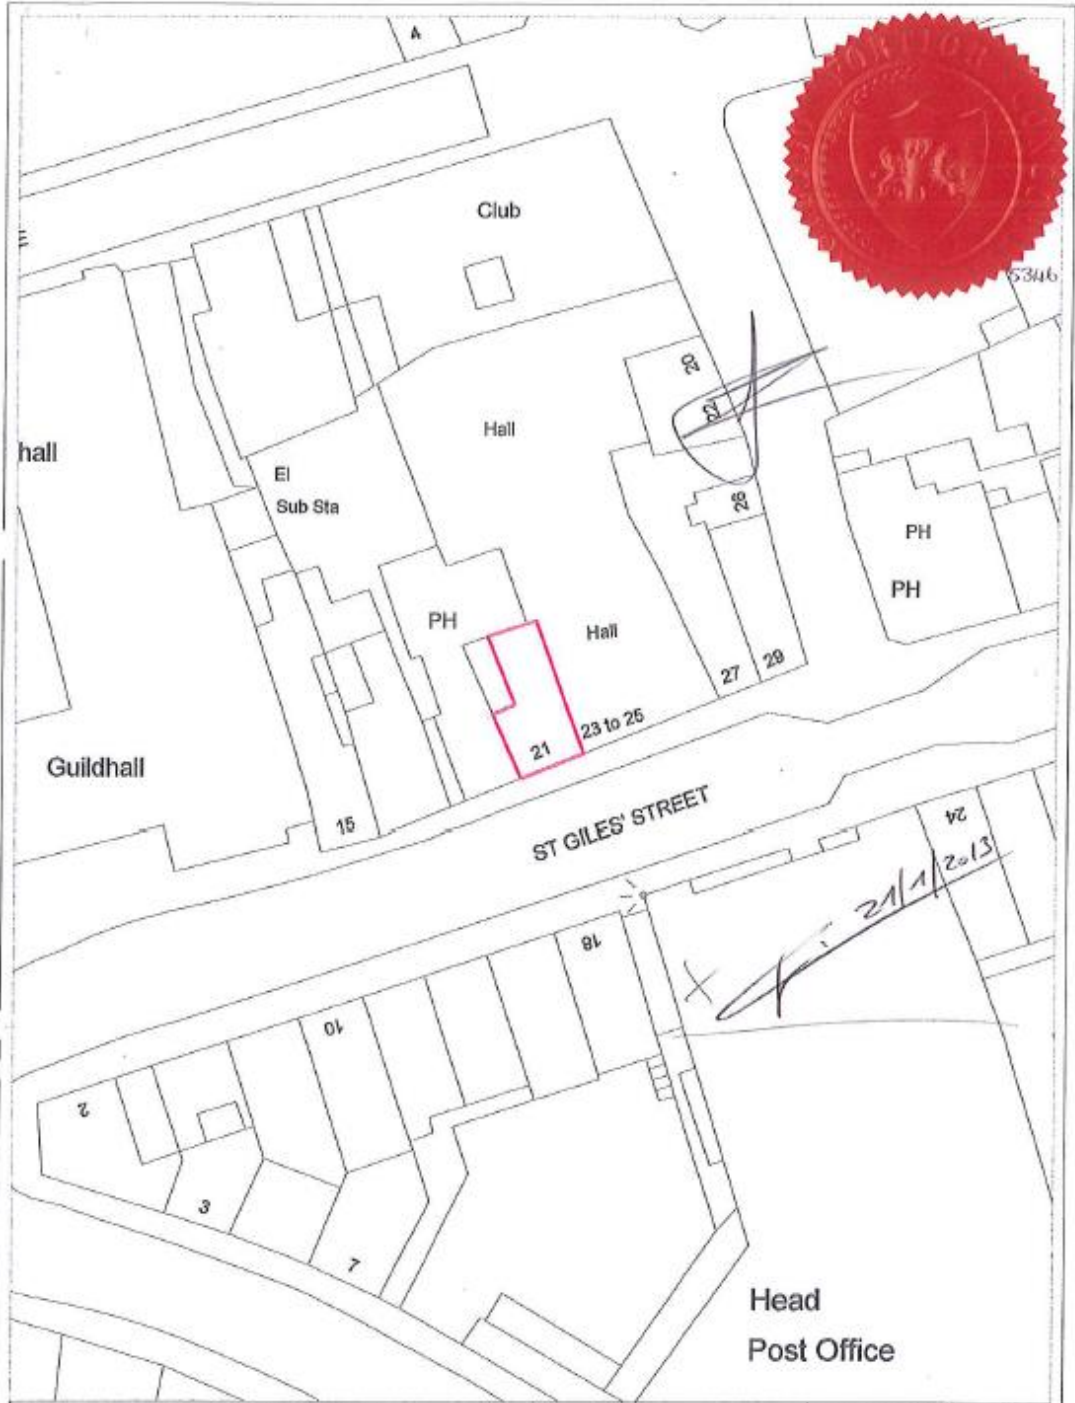 4
Club
5346
20
22
Hall
hall
El
Sub Sta
26
PH
PH
PH
Hall
27
29
23 to 25
21
Guildhall
15
ST GILES' STREET
24
21/1/2013
18
10
2
3
7
Head
Post Office